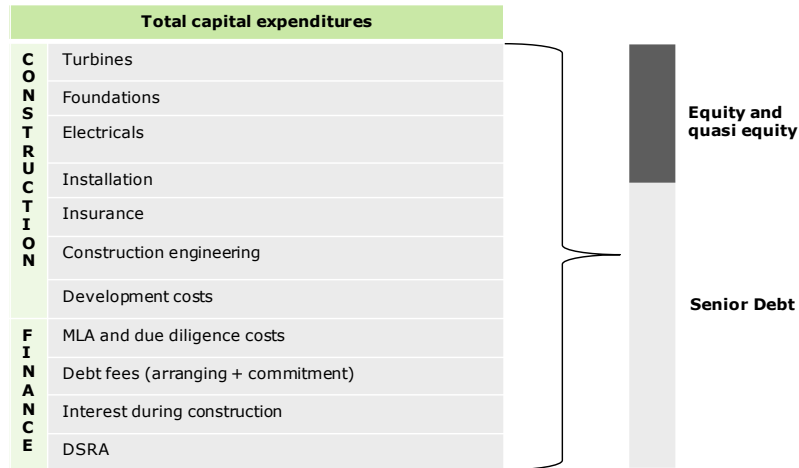 Total capital expenditures
CONSTRUCTION
Turbines
Foundations
Electricals
Installation
Insurance
Construction engineering
Development costs
FINANCE
MLA and due diligence costs
Debt fees (arranging + commitment)
Interest during construction
DSRA
Equity and
quasi equity
Senior Debt